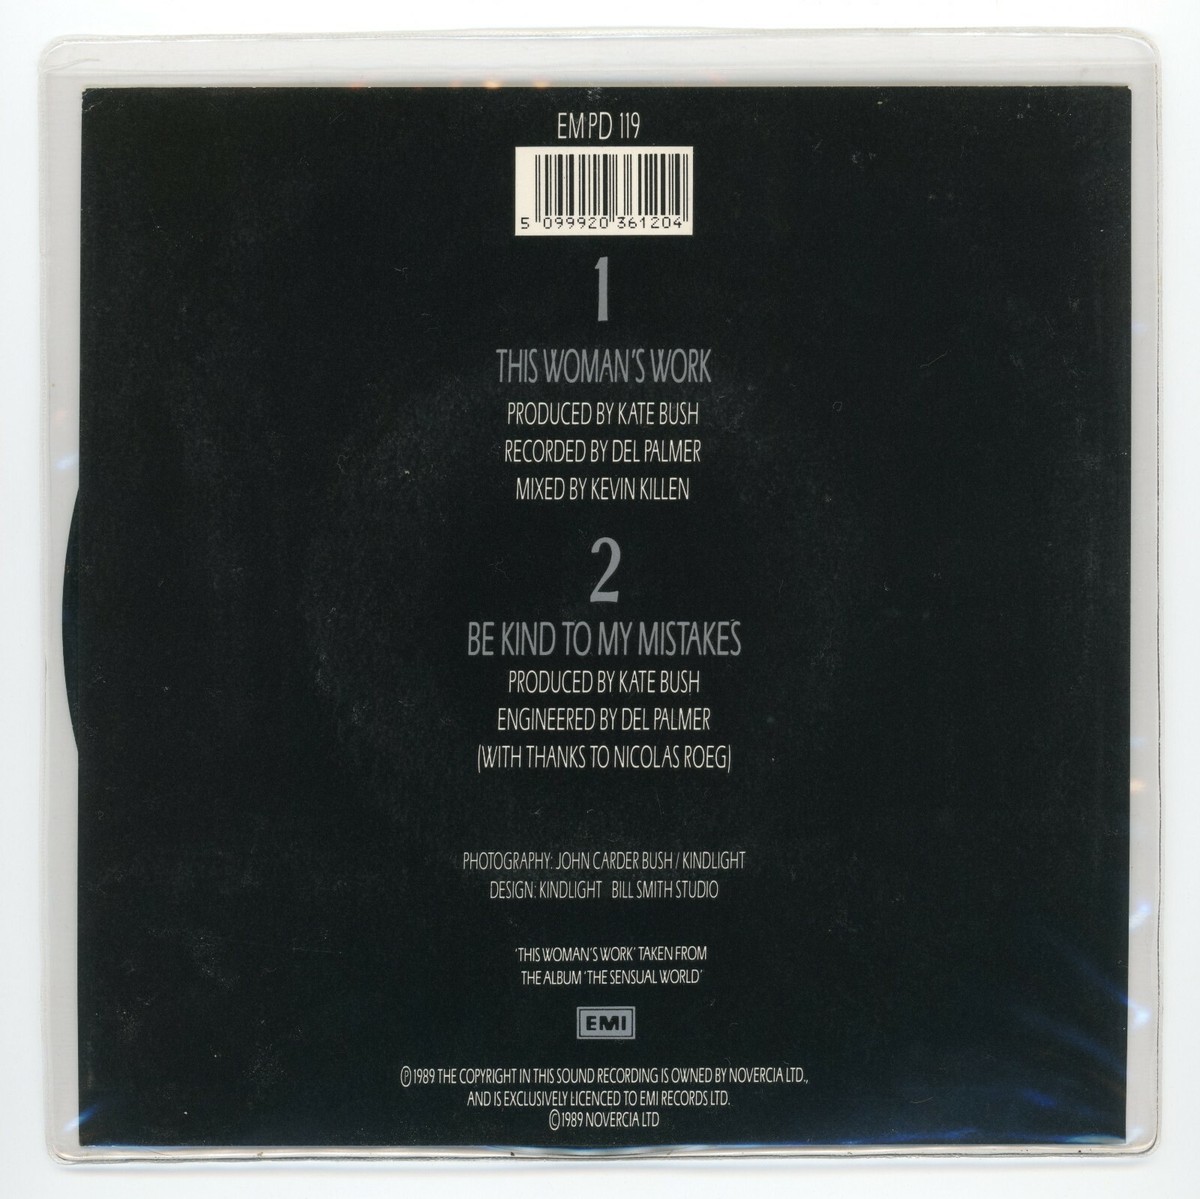 EMPD 119
5 099920 361204
1
THIS WOMAN'S WORK
PRODUCED BY KATE BUSH
RECORDED BY DEL PALMER
MIXED BY KEVIN KILLEN
2
BE KIND TO MY MISTAKES
PRODUCED BY KATE BUSH
ENGINEERED BY DEL PALMER
(WITH THANKS TO NICOLAS ROEG)
PHOTOGRAPHY: JOHN CARDER BUSH / KINDLIGHT
DESIGN: KINDLIGHT BILL SMITH STUDIO
'THIS WOMAN'S WORK' TAKEN FROM
THE ALBUM 'THE SENSUAL WORLD'
EMI
Ⓟ 1989 THE COPYRIGHT IN THIS SOUND RECORDING IS OWNED BY NOVERCIA LTD.,
AND IS EXCLUSIVELY LICENCED TO EMI RECORDS LTD.
© 1989 NOVERCIA LTD